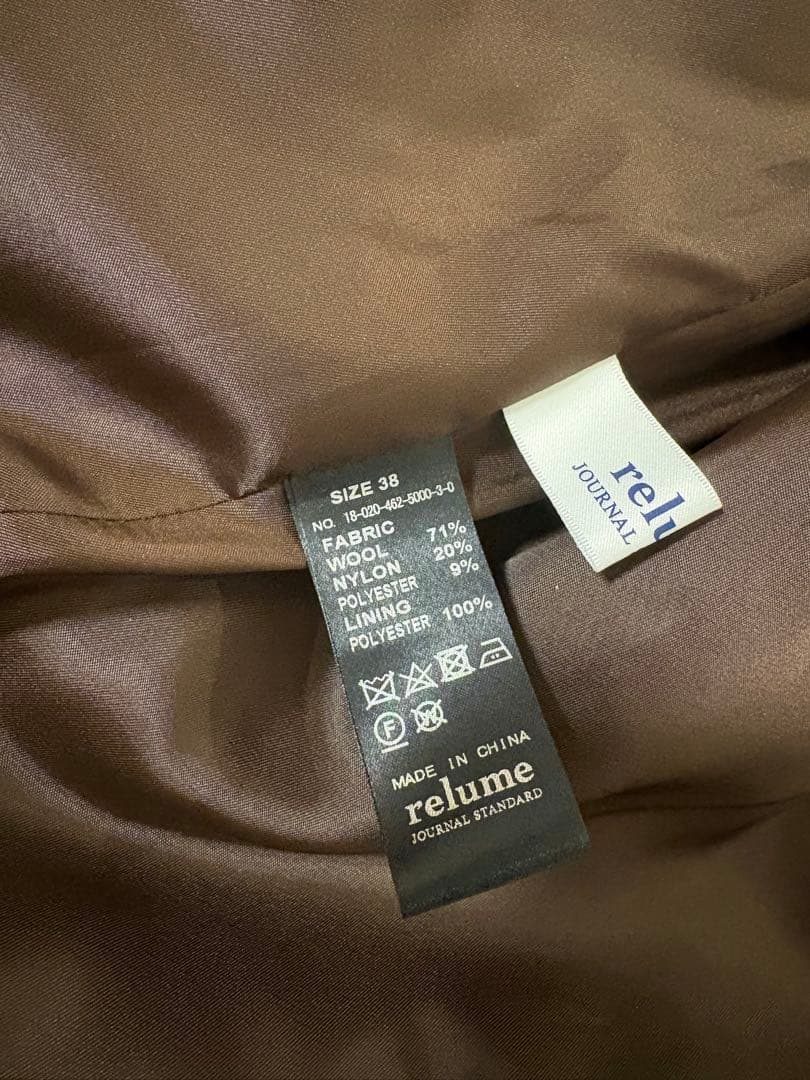 SIZE 38
NO. 18-020-462-5000-3-0
FABRIC
WOOL 71%
NYLON 20%
POLYESTER 9%
LINING
POLYESTER 100%
F
W
MADE IN CHINA
relume
JOURNAL STANDARD
relu
JOURNAL